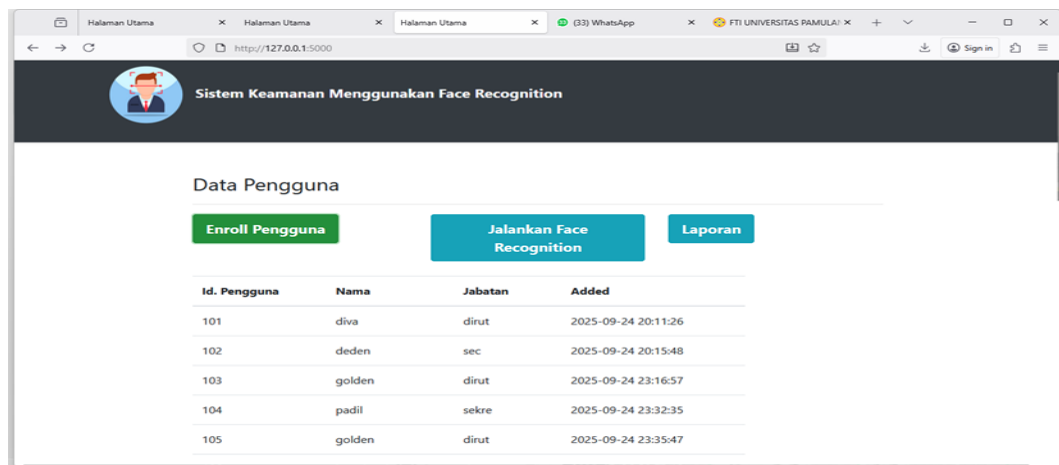 Halaman Utama Halaman Utama Halaman Utama (33) WhatsApp FTI UNIVERSITAS PAMULA
http://127.0.0.1:5000 Sign in
Sistem Keamanan Menggunakan Face Recognition
Data Pengguna
Enroll Pengguna Jalankan Face Laporan
Recognition
Id. Pengguna Nama Jabatan Added
101 diva dirut 2025-09-24 20:11:26
102 deden sec 2025-09-24 20:15:48
103 golden dirut 2025-09-24 23:16:57
104 padil sekre 2025-09-24 23:32:35
105 golden dirut 2025-09-24 23:35:47